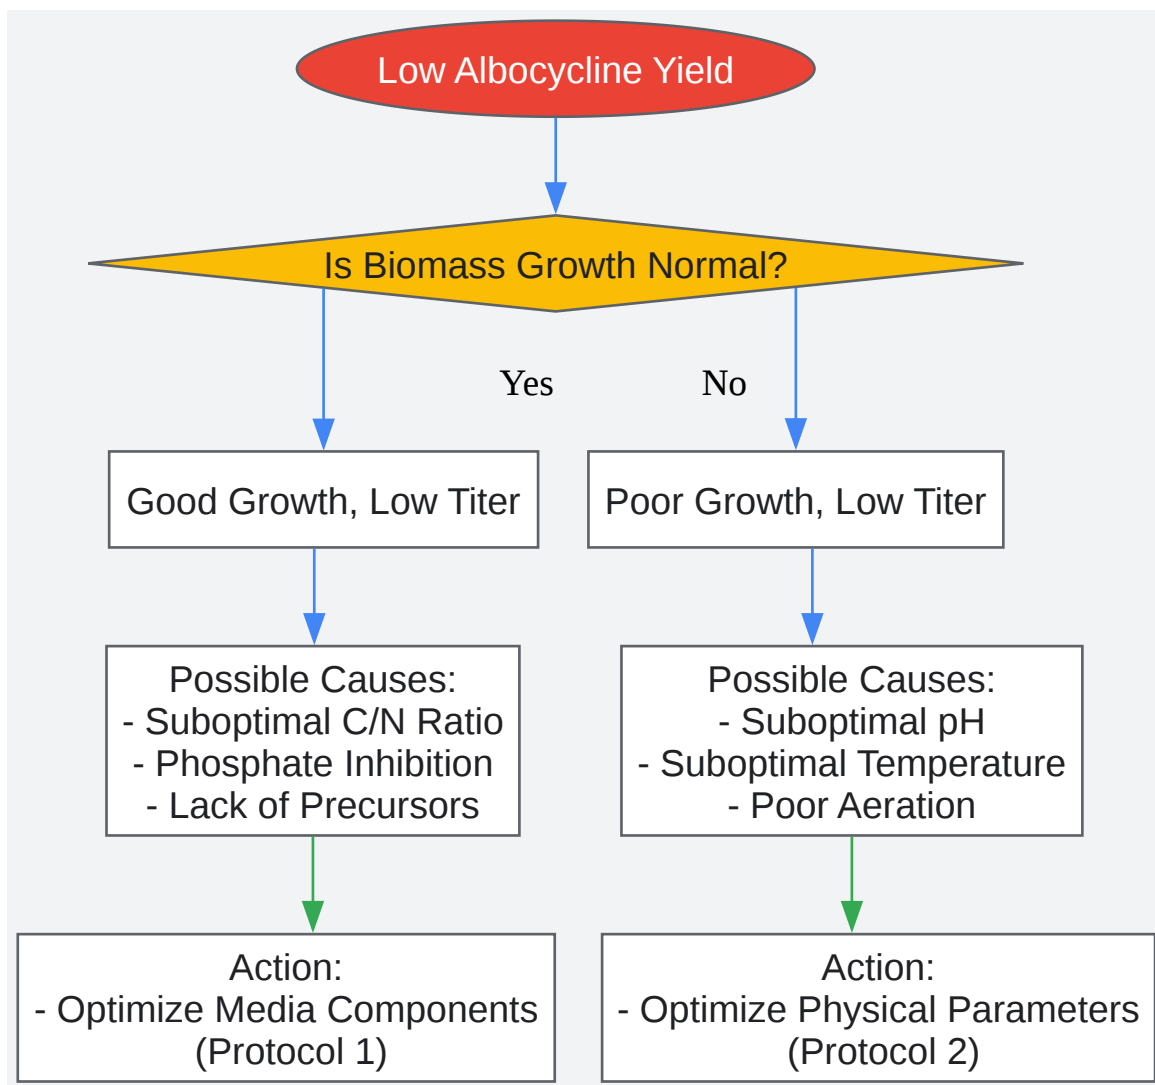 Low Albocycline Yield
Is Biomass Growth Normal?
Yes
No
Good Growth, Low Titer
Poor Growth, Low Titer
Possible Causes:
- Suboptimal C/N Ratio
- Phosphate Inhibition
- Lack of Precursors
Possible Causes:
- Suboptimal pH
- Suboptimal Temperature
- Poor Aeration
Action:
- Optimize Media Components
(Protocol 1)
Action:
- Optimize Physical Parameters
(Protocol 2)